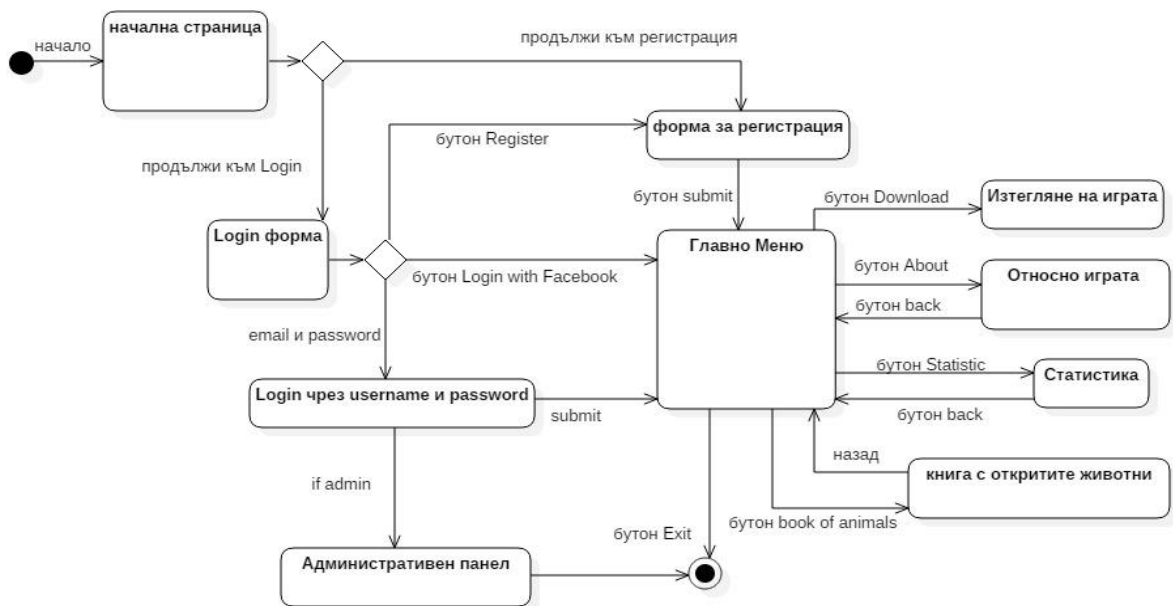 начална страница
начало
продължи към регистрация
форма за регистрация
бутон Register
продължи към Login
бутон submit
бутон Download
Изтегляне на играта
Login форма
Главно Меню
бутон Login with Facebook
бутон About
Относно играта
бутон back
email и password
бутон Statistic
Статистика
Login чрез username и password
submit
бутон back
назад
книга с откритите животни
if admin
бутон book of animals
бутон Exit
Административен панел